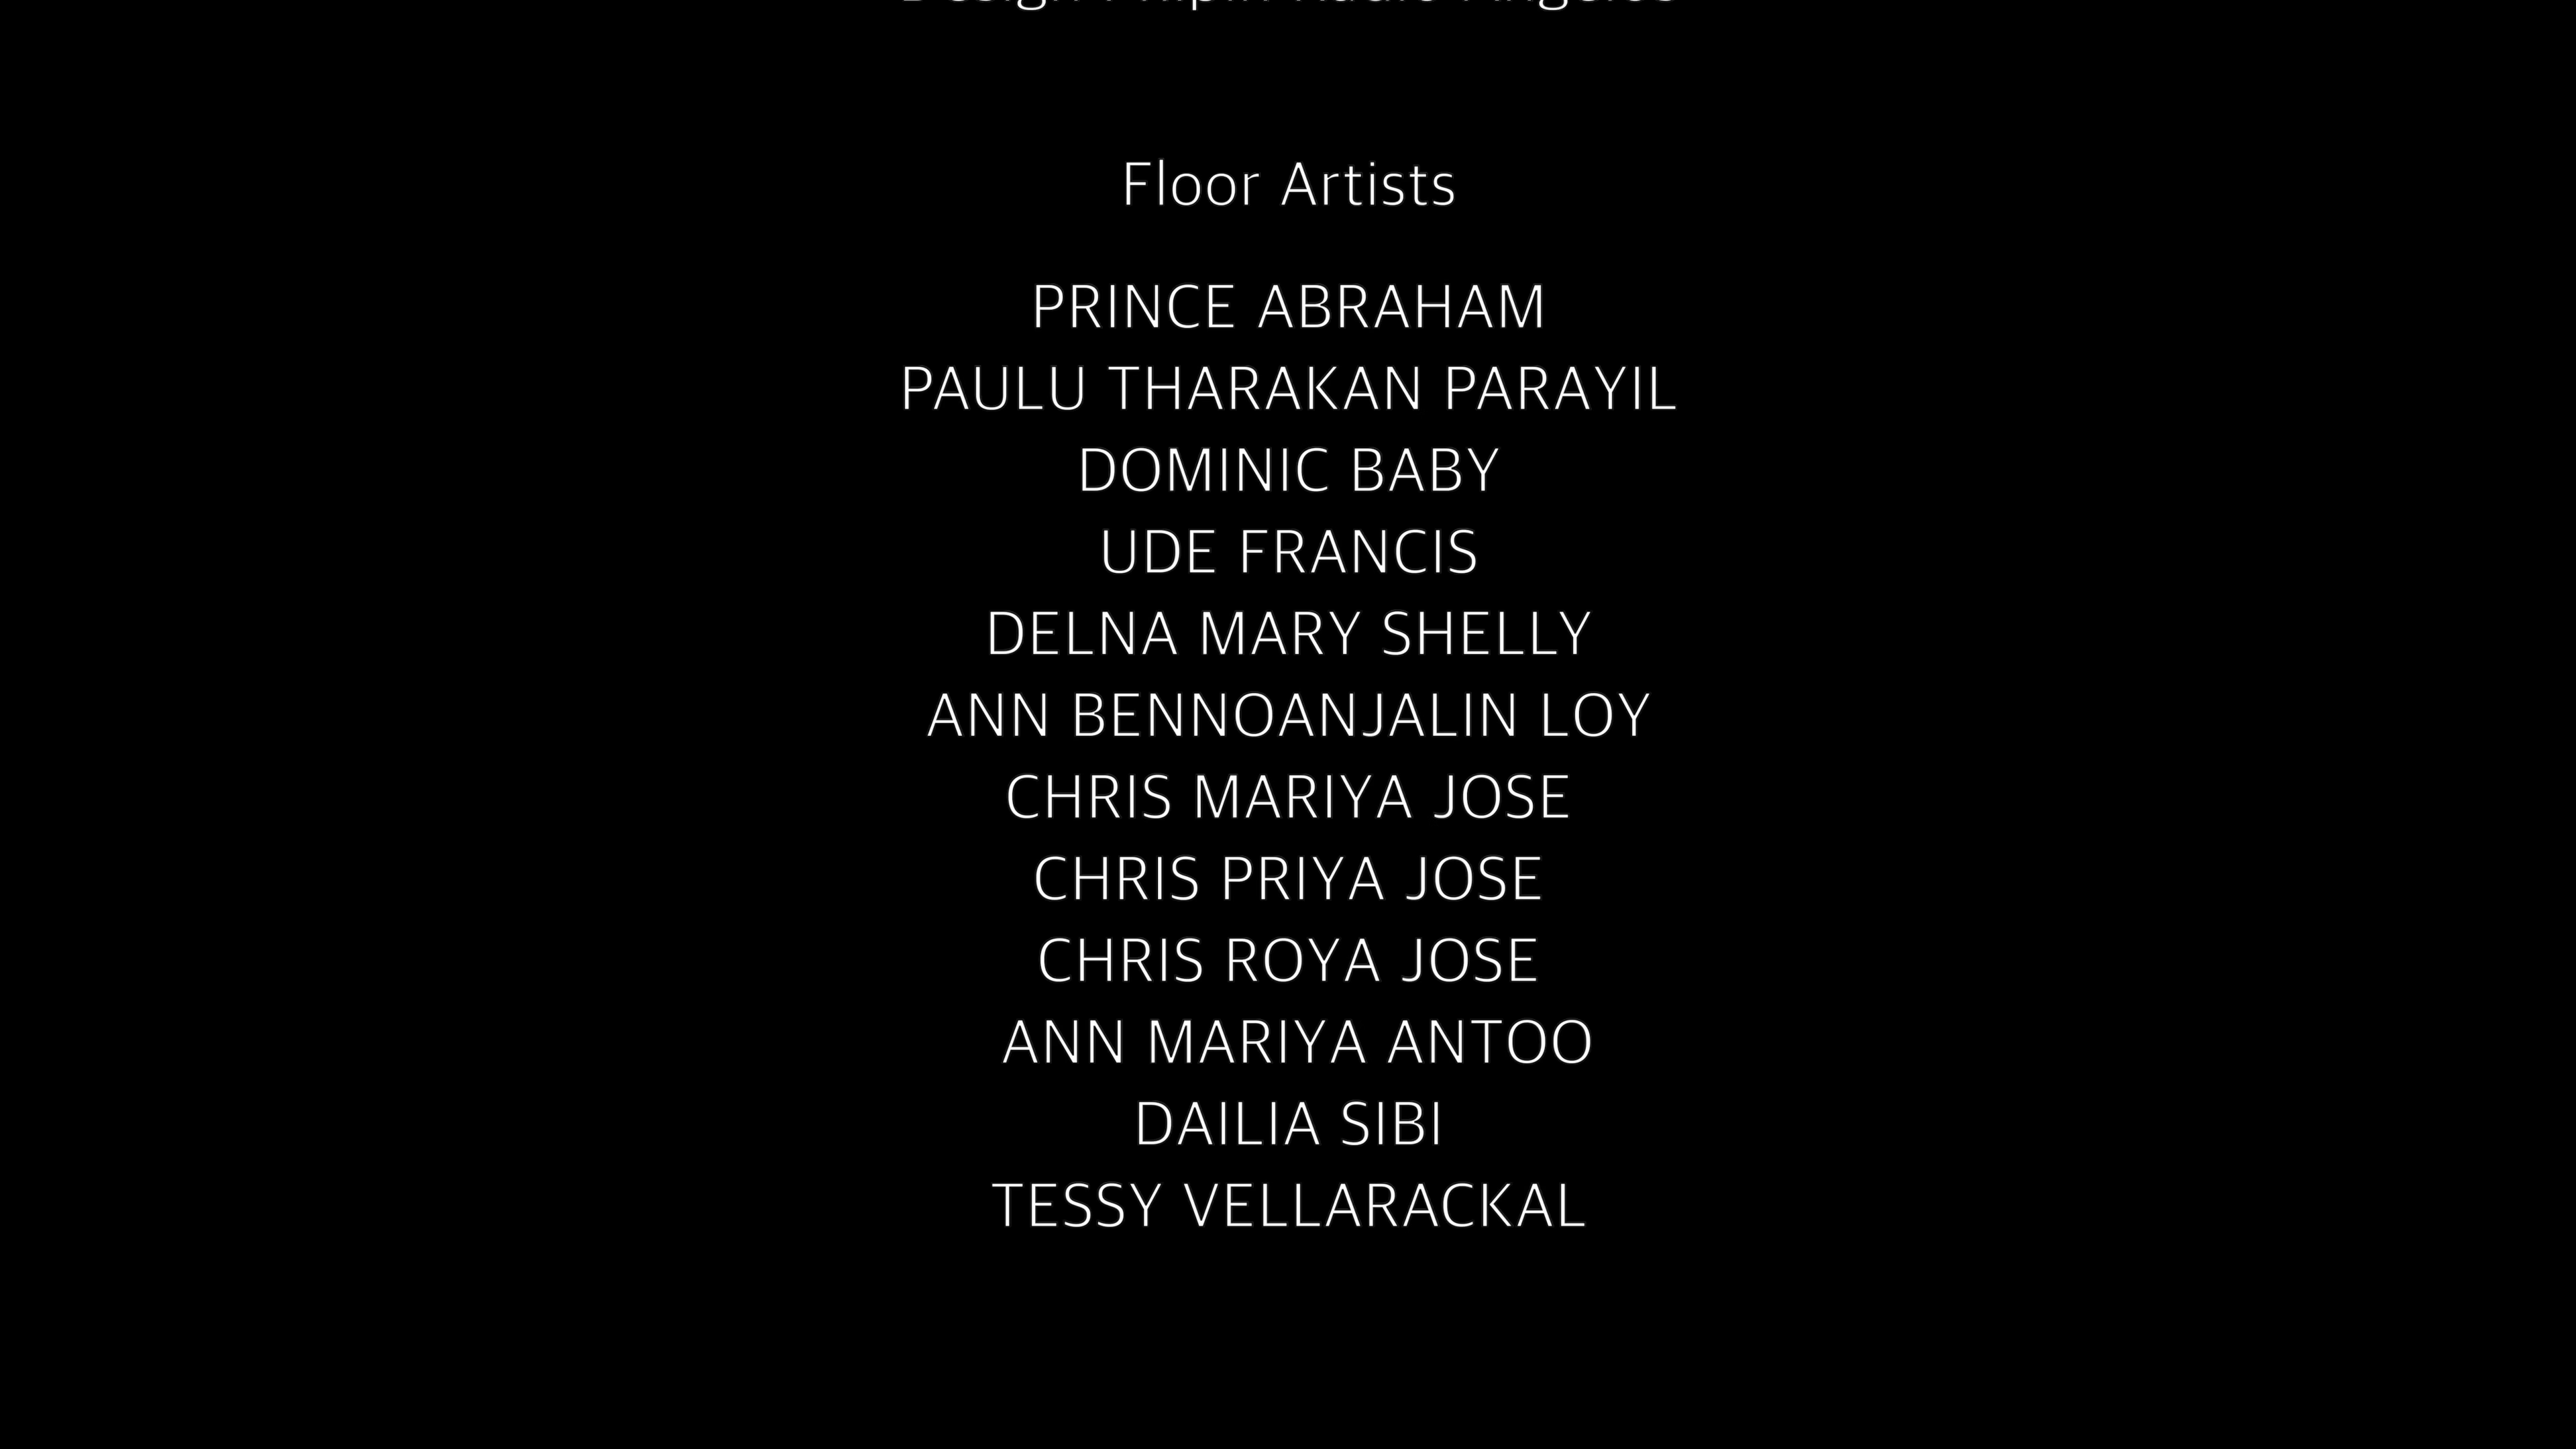 Floor Artists
PRINCE ABRAHAM
PAULU THARAKAN PARAYIL
DOMINIC BABY
UDE FRANCIS
DELNA MARY SHELLY
ANN BENNOANJALIN LOY
CHRIS MARIYA JOSE
CHRIS PRIYA JOSE
CHRIS ROYA JOSE
ANN MARIYA ANTOO
DAILIA SIBI
TESSY VELLARACKAL